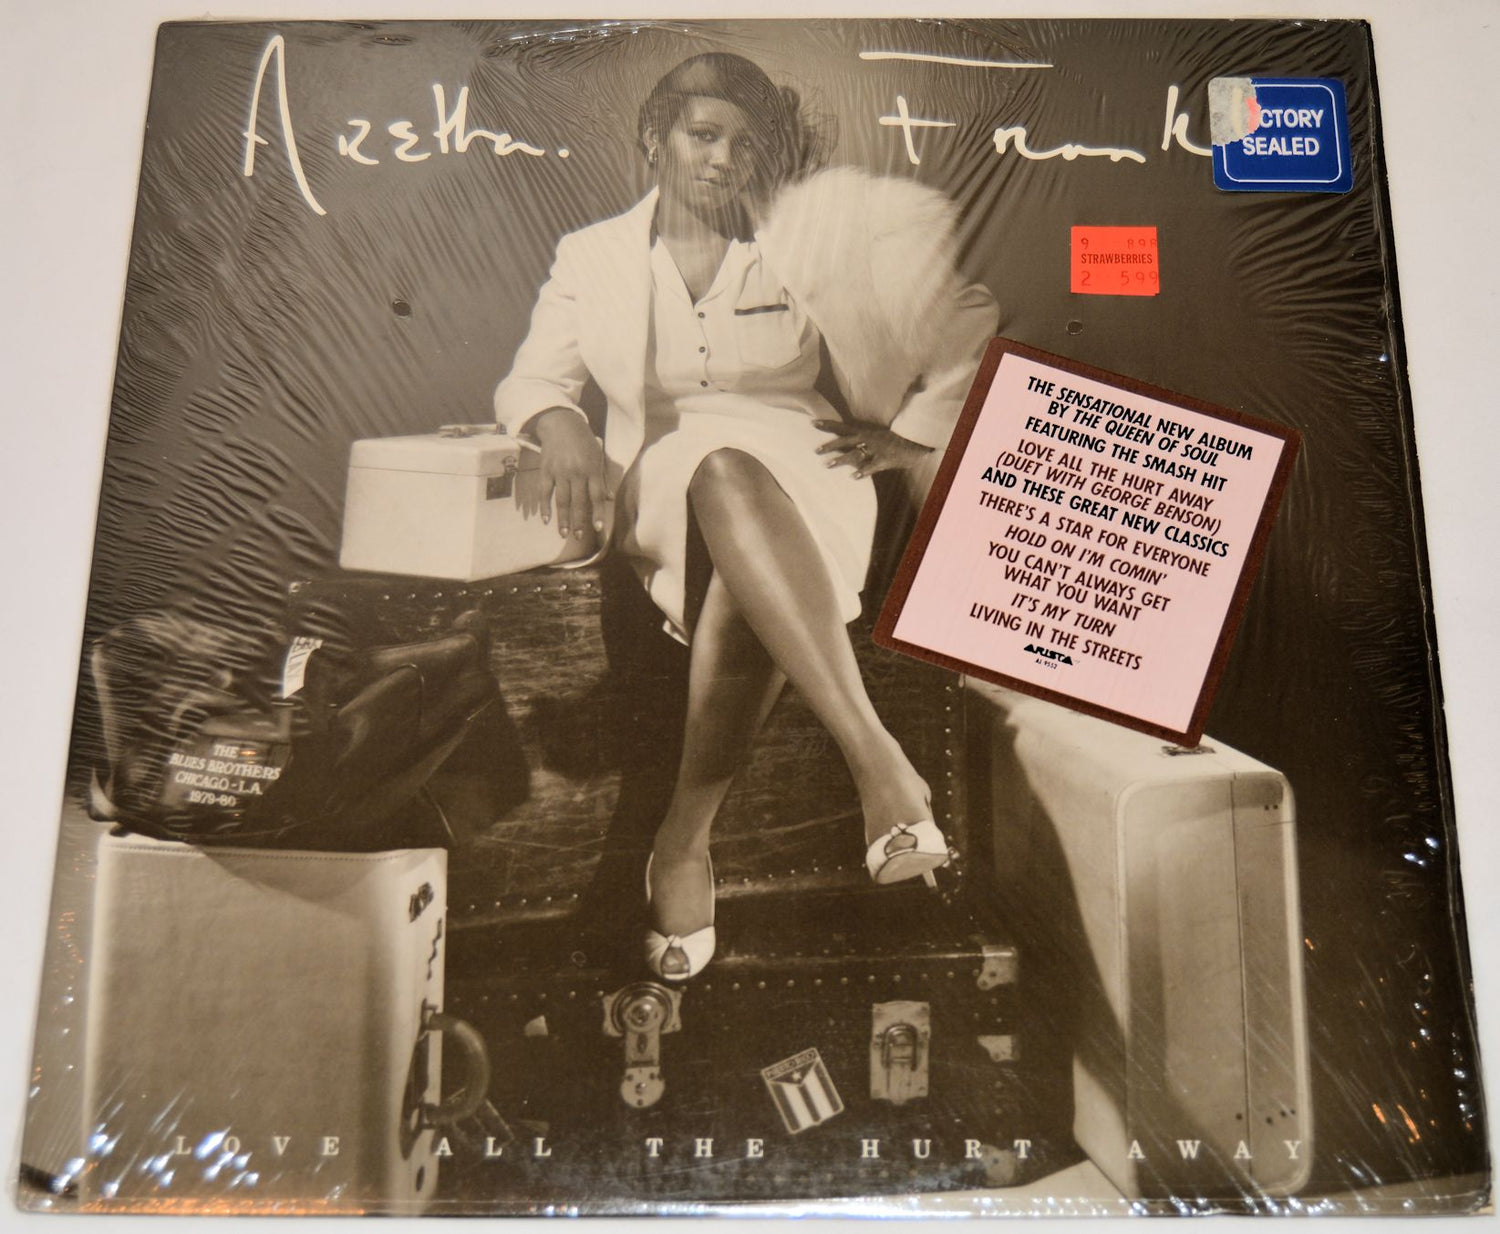 Aretha. Frank
CTORY
SEALED
9 898
STRAWBERRIES
2 599
THE SENSATIONAL NEW ALBUM
BY THE QUEEN OF SOUL
FEATURING THE SMASH HIT
LOVE ALL THE HURT AWAY
(DUET WITH GEORGE BENSON)
AND THESE GREAT NEW CLASSICS
THERE'S A STAR FOR EVERYONE
HOLD ON I'M COMIN'
YOU CAN'T ALWAYS GET
WHAT YOU WANT
IT'S MY TURN
LIVING IN THE STREETS
ARISTA
AL 9552
THE
BLUES BROTHERS
CHICAGO-L.A.
1979-80
LOVE ALL THE HURT AWAY